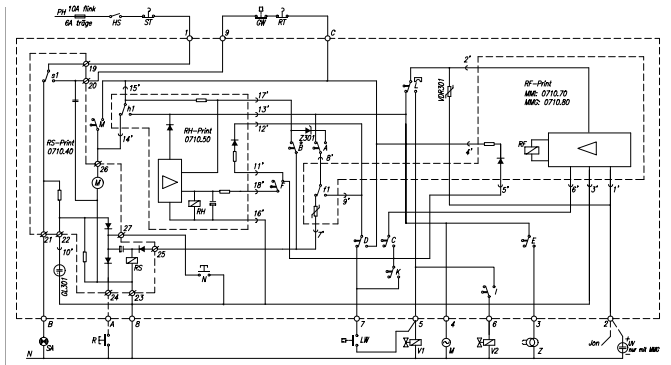 PH 10A flink
6A träge
HS
ST
GW
RT
1
9
C
19
20
s1
15'
h1
M
14'
RS-Print
0710.40
RH-Print
0710.50
17'
13'
12'
Z301
B
A
8'
11'
18'
F
f1
9'
7'
16'
RH
26
M
27
21
22
10'
GL301
RS
25
24
23
N
L
2'
VDR301
RF-Print
MMI: 0710.70
MMG: 0710.80
RF
4'
5'
6'
3'
1'
D
C
K
E
I
B
A
B
7
5
4
6
3
2
SA
R
LW
V1
M
V2
Z
Jon
UV
nur mit MMG
N